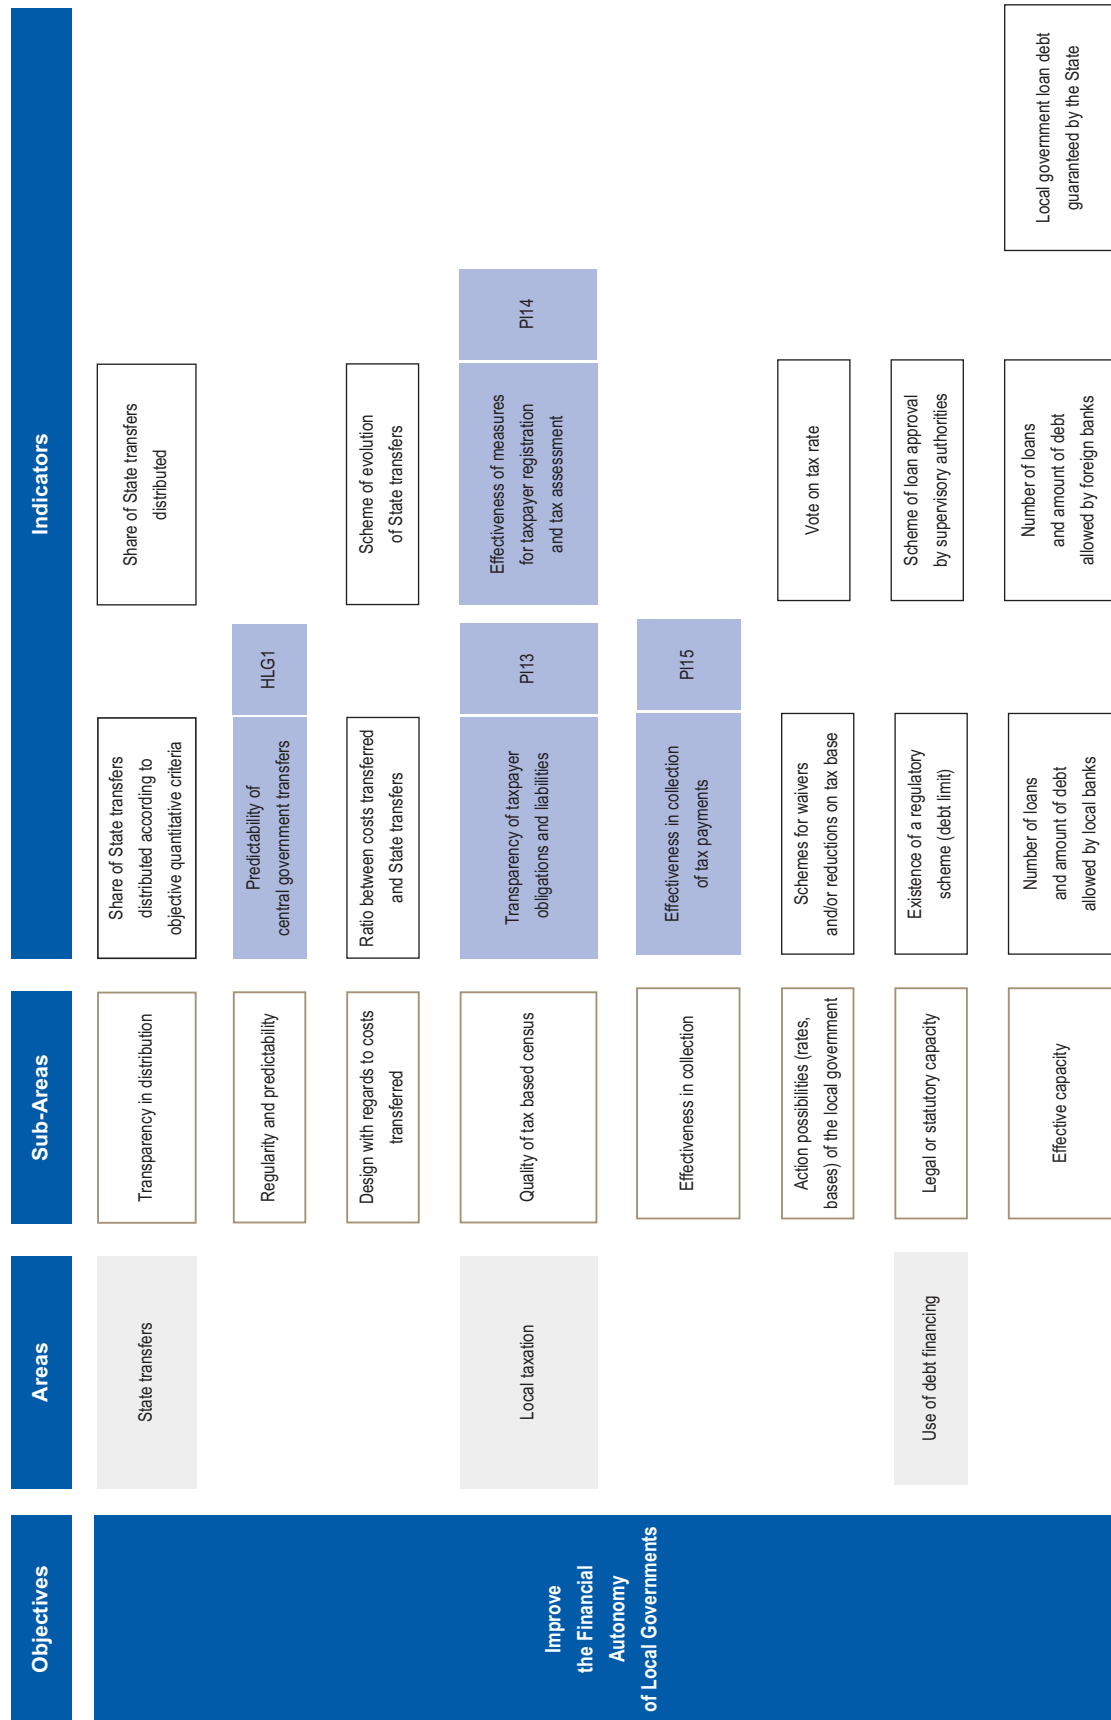 Objectives
Areas
Sub-Areas
Indicators
Improve
the Financial
Autonomy
of Local Governments
State transfers
Transparency in distribution
Share of State transfers
distributed according to
objective quantitative criteria
Share of State transfers
distributed
Regularity and predictability
Predictability of
central government transfers
HLG1
Design with regards to costs
transferred
Ratio between costs transferred
and State transfers
Scheme of evolution
of State transfers
Local taxation
Quality of tax based census
Transparency of taxpayer
obligations and liabilities
PI13
Effectiveness of measures
for taxpayer registration
and tax assessment
PI14
Effectiveness in collection
Effectiveness in collection
of tax payments
PI15
Action possibilities (rates,
bases) of the local government
Schemes for waivers
and/or reductions on tax base
Vote on tax rate
Use of debt financing
Legal or statutory capacity
Existence of a regulatory
scheme (debt limit)
Scheme of loan approval
by supervisory authorities
Effective capacity
Number of loans
and amount of debt
allowed by local banks
Number of loans
and amount of debt
allowed by foreign banks
Local government loan debt
guaranteed by the State